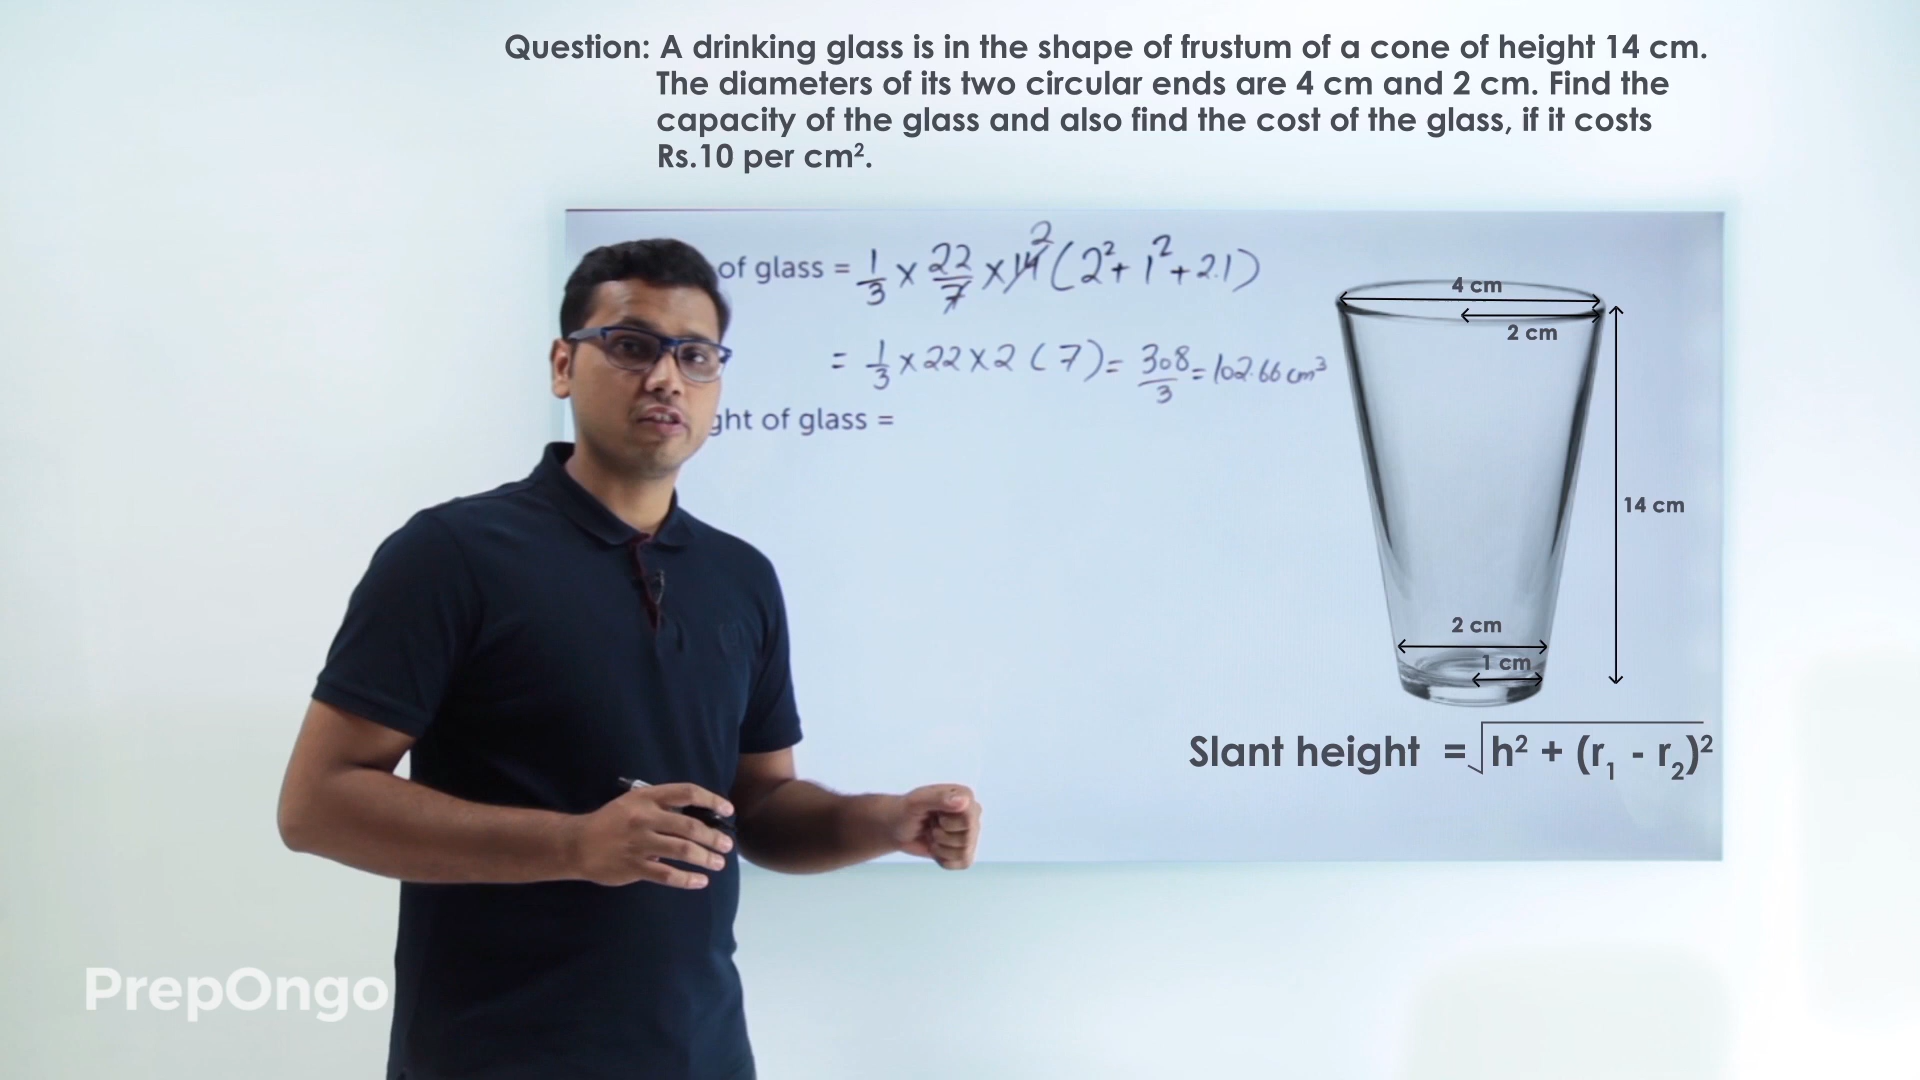 Question: A drinking glass is in the shape of frustum of a cone of height 14 cm.
The diameters of its two circular ends are 4 cm and 2 cm. Find the
capacity of the glass and also find the cost of the glass, if it costs
Rs.10 per cm².
of glass = 1/3 × 22/7 × 14 2 (2² + 1² + 2.1)
= 1/3 × 22 × 2 (7) = 308/3 = 102.66 cm³
ght of glass =
4 cm
2 cm
14 cm
2 cm
1 cm
Slant height = √h² + (r₁ - r₂)²
PrepOngo